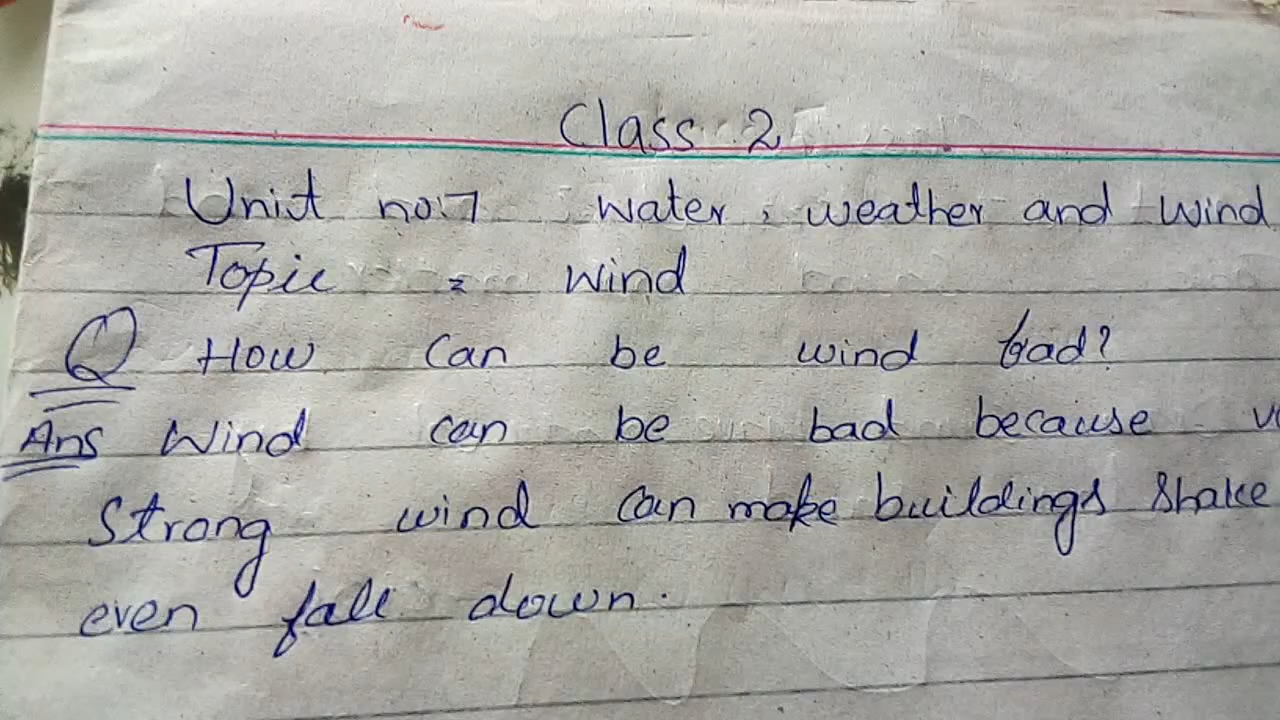 Class 2
Unit no:7 water, weather and wind
Topic = wind
Q How can be wind bad?
Ans Wind can be bad because
Strong wind can make buildings shake
even fall down.